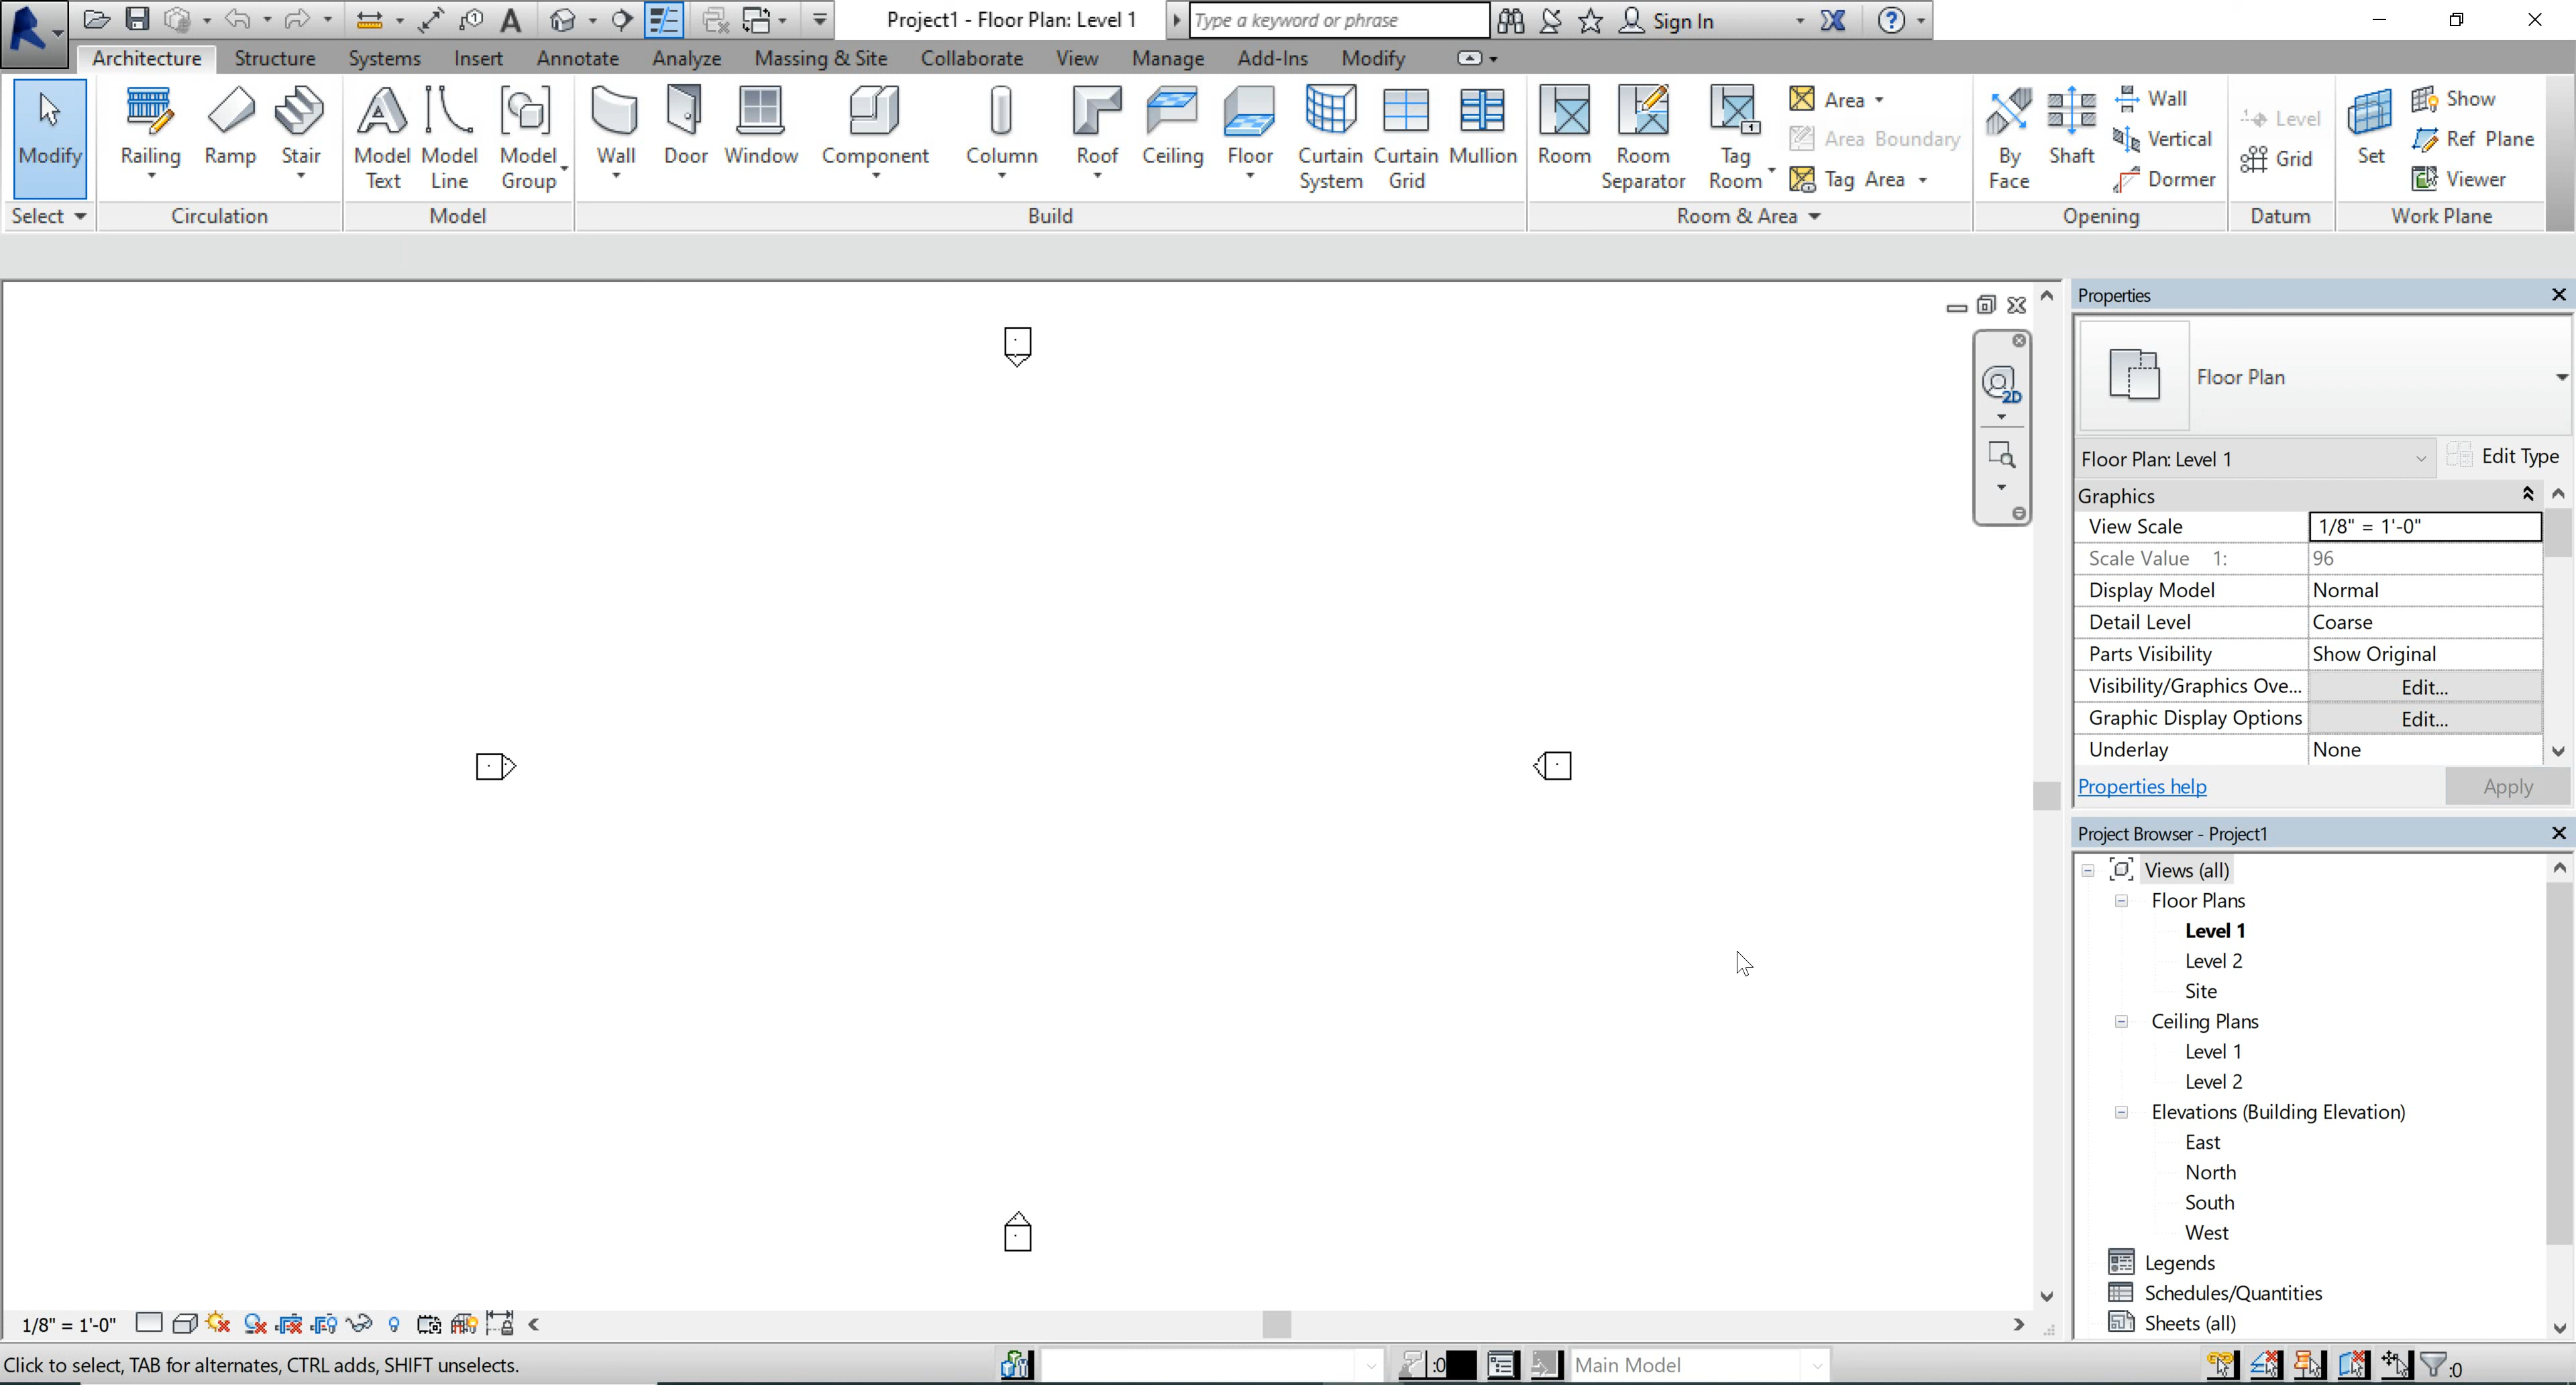 Project1 - Floor Plan: Level 1 Type a keyword or phrase Sign In
Architecture Structure Systems Insert Annotate Analyze Massing & Site Collaborate View Manage Add-Ins Modify
Modify Railing Ramp Stair Model Text Model Line Model Group Wall Door Window Component Column Roof Ceiling Floor Curtain System Curtain Grid Mullion Room Room Separator Tag Room Area Area Boundary Tag Area By Face Shaft Wall Vertical Dormer Level Grid Set Show Ref Plane Viewer
Select Circulation Model Build Room & Area Opening Datum Work Plane
Properties
2D
Floor Plan
Floor Plan: Level 1 Edit Type
Graphics
View Scale 1/8" = 1'-0"
Scale Value 1: 96
Display Model Normal
Detail Level Coarse
Parts Visibility Show Original
Visibility/Graphics Ove... Edit...
Graphic Display Options Edit...
Underlay None
Properties help Apply
Project Browser - Project1
Views (all)
Floor Plans
Level 1
Level 2
Site
Ceiling Plans
Level 1
Level 2
Elevations (Building Elevation)
East
North
South
West
Legends
Schedules/Quantities
Sheets (all)
1/8" = 1'-0"
Click to select, TAB for alternates, CTRL adds, SHIFT unselects. :0 Main Model :0